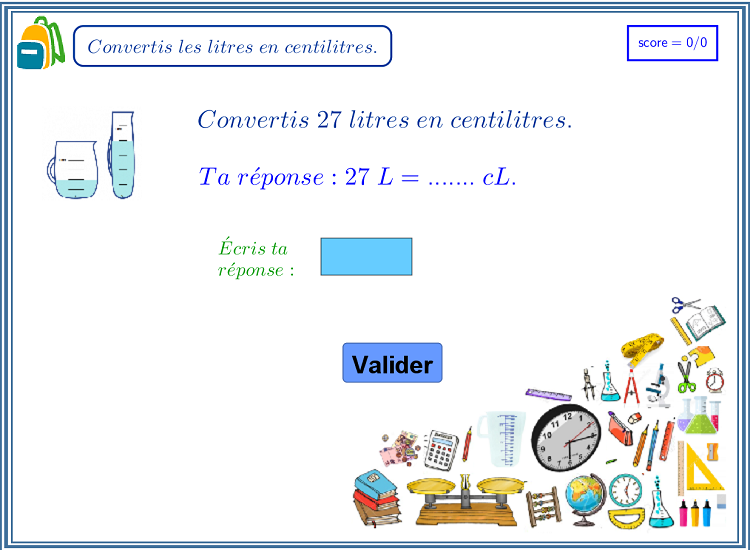 Convertis les litres en centilitres.
score = 0/0
Convertis 27 litres en centilitres.
Ta réponse : 27 L = ....... cL.
Écris ta
réponse :
Valider